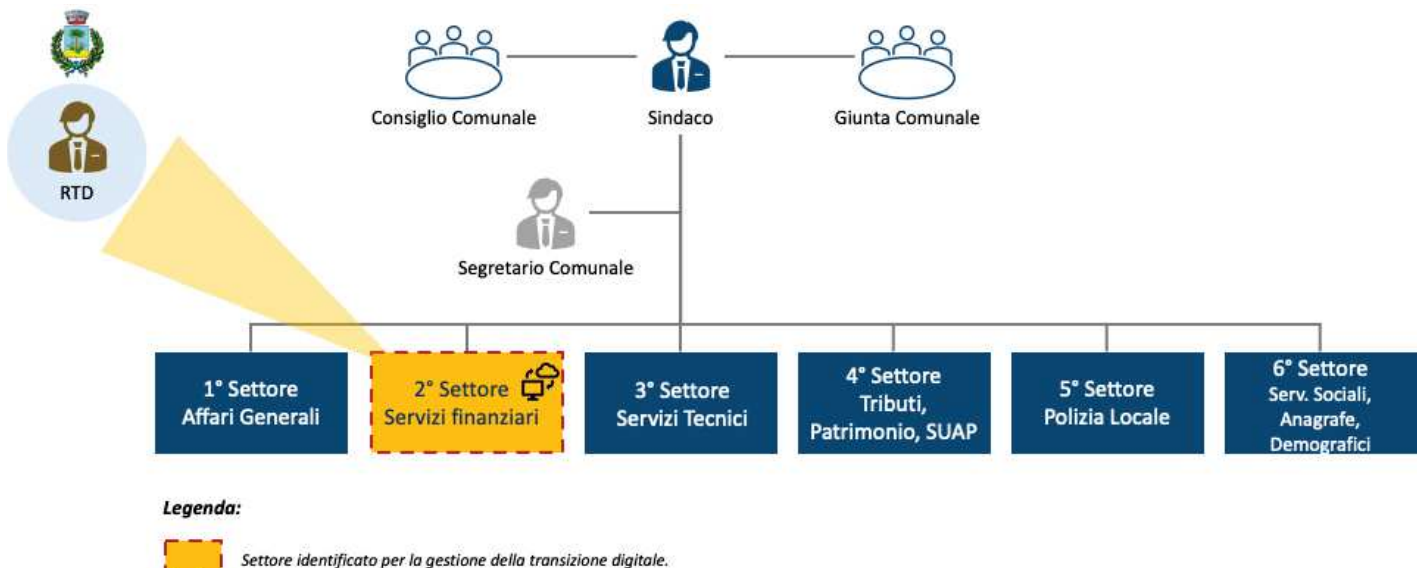 Consiglio Comunale
Sindaco
Giunta Comunale
RTD
Segretario Comunale
1° Settore
Affari Generali
2° Settore
Servizi finanziari
3° Settore
Servizi Tecnici
4° Settore
Tributi,
Patrimonio, SUAP
5° Settore
Polizia Locale
6° Settore
Serv. Sociali,
Anagrafe,
Demografici
Legenda:
Settore identificato per la gestione della transizione digitale.